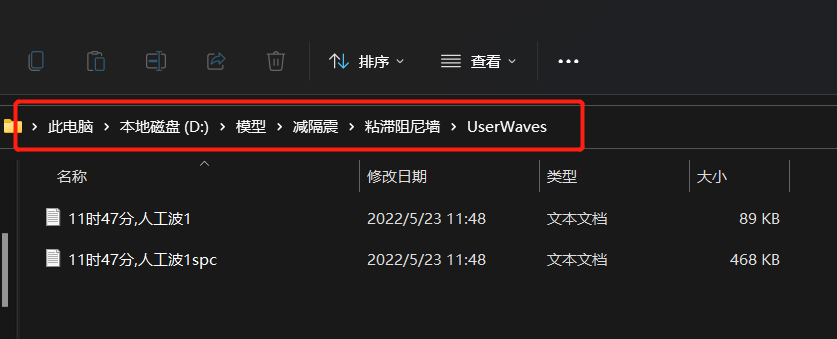 排序 查看
此电脑 本地磁盘 (D:) 模型 减隔震 粘滞阻尼墙 UserWaves
名称 修改日期 类型 大小
11时47分,人工波1 2022/5/23 11:48 文本文档 89 KB
11时47分,人工波1spc 2022/5/23 11:48 文本文档 468 KB